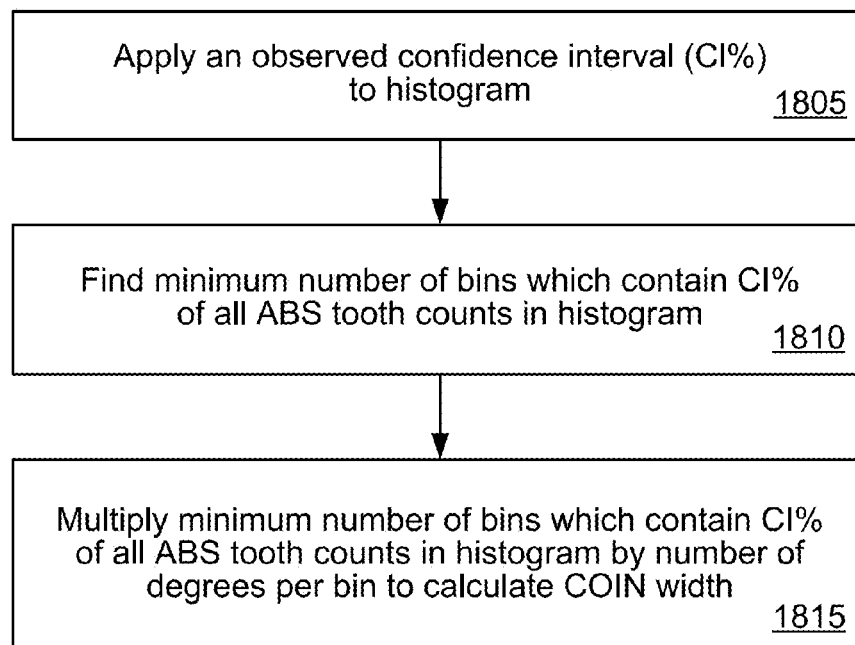 Apply an observed confidence interval (CI%)
to histogram
1805
Find minimum number of bins which contain CI%
of all ABS tooth counts in histogram
1810
Multiply minimum number of bins which contain CI%
of all ABS tooth counts in histogram by number of
degrees per bin to calculate COIN width
1815